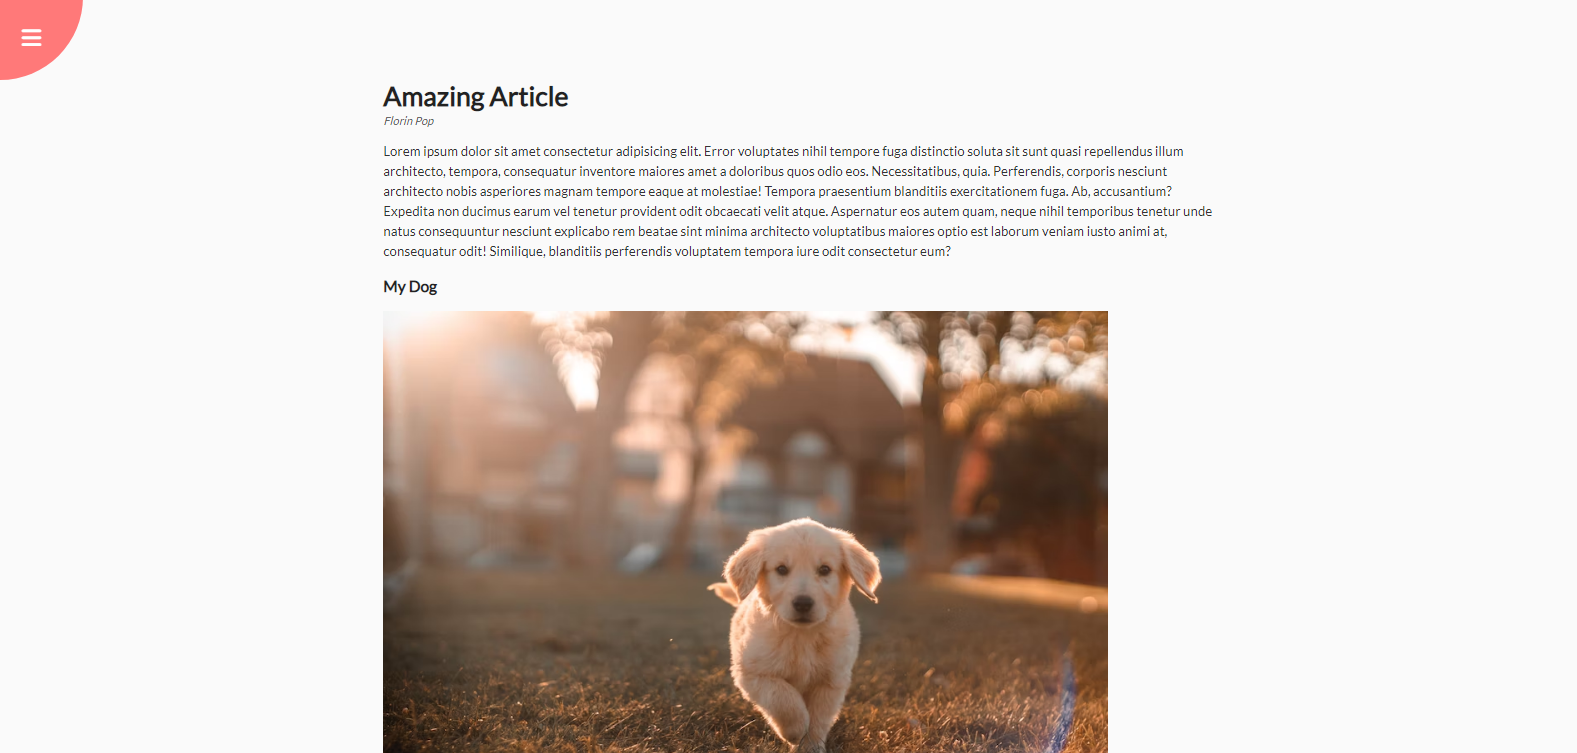 Amazing Article
Florin Pop
Lorem ipsum dolor sit amet consectetur adipisicing elit. Error voluptates nihil tempore fuga distinctio soluta sit sunt quasi repellendus illum
architecto, tempora, consequatur inventore maiores amet a doloribus quos odio eos. Necessitatibus, quia. Perferendis, corporis nesciunt
architecto nobis asperiores magnam tempore eaque at molestiae! Tempora praesentium blanditiis exercitationem fuga. Ab, accusantium?
Expedita non ducimus earum vel tenetur provident odit obcaecati velit atque. Aspernatur eos autem quam, neque nihil temporibus tenetur unde
natus consequuntur nesciunt explicabo rem beatae sint minima architecto voluptatibus maiores optio est laborum veniam iusto animi at,
consequatur odit! Similique, blanditiis perferendis voluptatem tempora iure odit consectetur eum?
My Dog